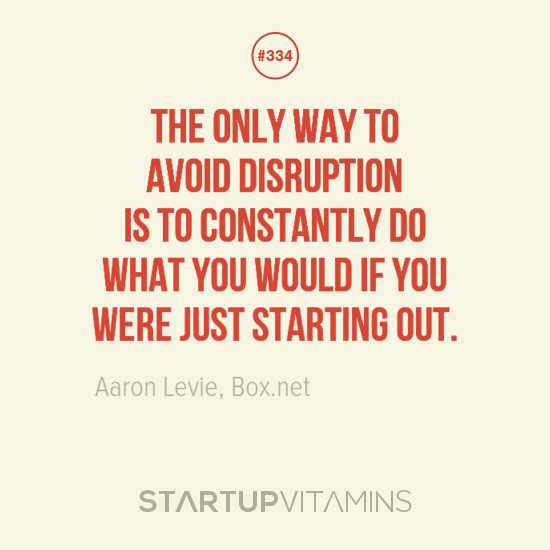 #334
THE ONLY WAY TO
AVOID DISRUPTION
IS TO CONSTANTLY DO
WHAT YOU WOULD IF YOU
WERE JUST STARTING OUT.
Aaron Levie, Box.net
STARTUPVITAMINS